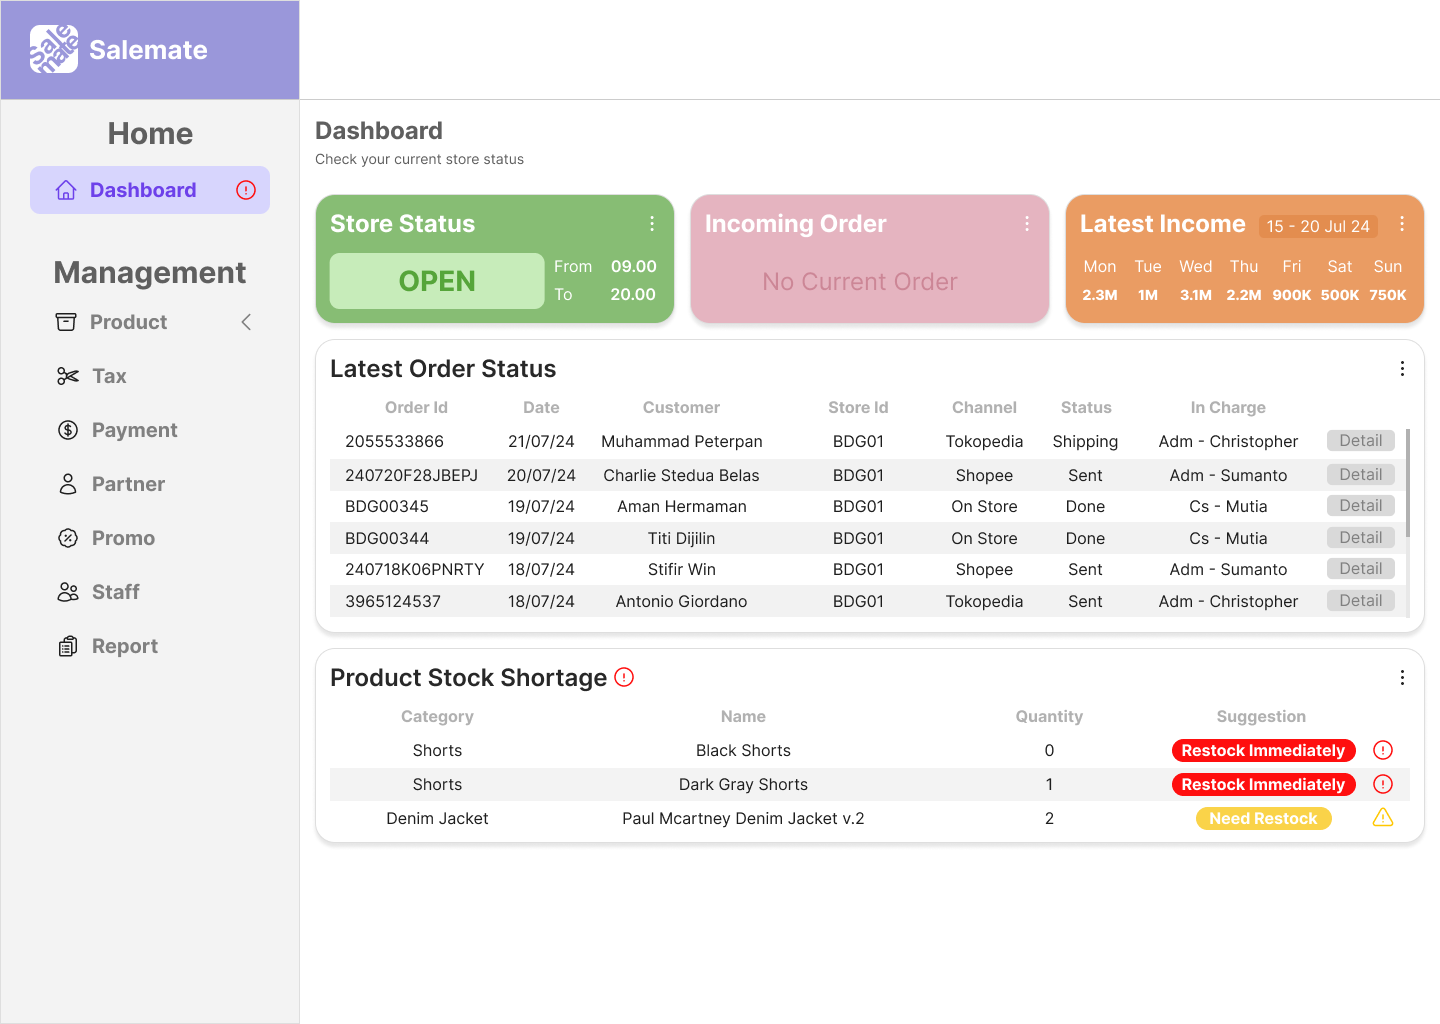 Sale
mate
Salemate
Home
Dashboard
Management
Product
Tax
Payment
Partner
Promo
Staff
Report
Dashboard
Check your current store status
Store Status
OPEN
From 09.00
To 20.00
Incoming Order
No Current Order
Latest Income 15 - 20 Jul 24
Mon Tue Wed Thu Fri Sat Sun
2.3M 1M 3.1M 2.2M 900K 500K 750K
Latest Order Status
Order Id Date Customer Store Id Channel Status In Charge
2055533866 21/07/24 Muhammad Peterpan BDG01 Tokopedia Shipping Adm - Christopher Detail
240720F28JBEPJ 20/07/24 Charlie Stedua Belas BDG01 Shopee Sent Adm - Sumanto Detail
BDG00345 19/07/24 Aman Hermaman BDG01 On Store Done Cs - Mutia Detail
BDG00344 19/07/24 Titi Dijilin BDG01 On Store Done Cs - Mutia Detail
240718K06PNRTY 18/07/24 Stifir Win BDG01 Shopee Sent Adm - Sumanto Detail
3965124537 18/07/24 Antonio Giordano BDG01 Tokopedia Sent Adm - Christopher Detail
Product Stock Shortage
Category Name Quantity Suggestion
Shorts Black Shorts 0 Restock Immediately
Shorts Dark Gray Shorts 1 Restock Immediately
Denim Jacket Paul Mcartney Denim Jacket v.2 2 Need Restock